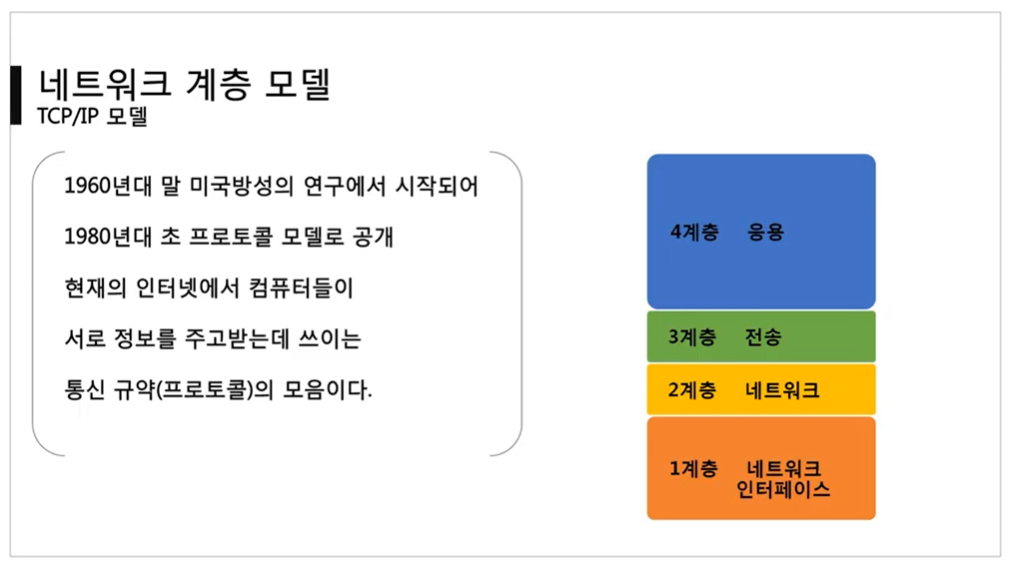 네트워크 계층 모델
TCP/IP 모델
1960년대 말 미국방성의 연구에서 시작되어
1980년대 초 프로토콜 모델로 공개
현재의 인터넷에서 컴퓨터들이
서로 정보를 주고받는데 쓰이는
통신 규약(프로토콜)의 모음이다.
4계층 응용
3계층 전송
2계층 네트워크
1계층 네트워크
인터페이스